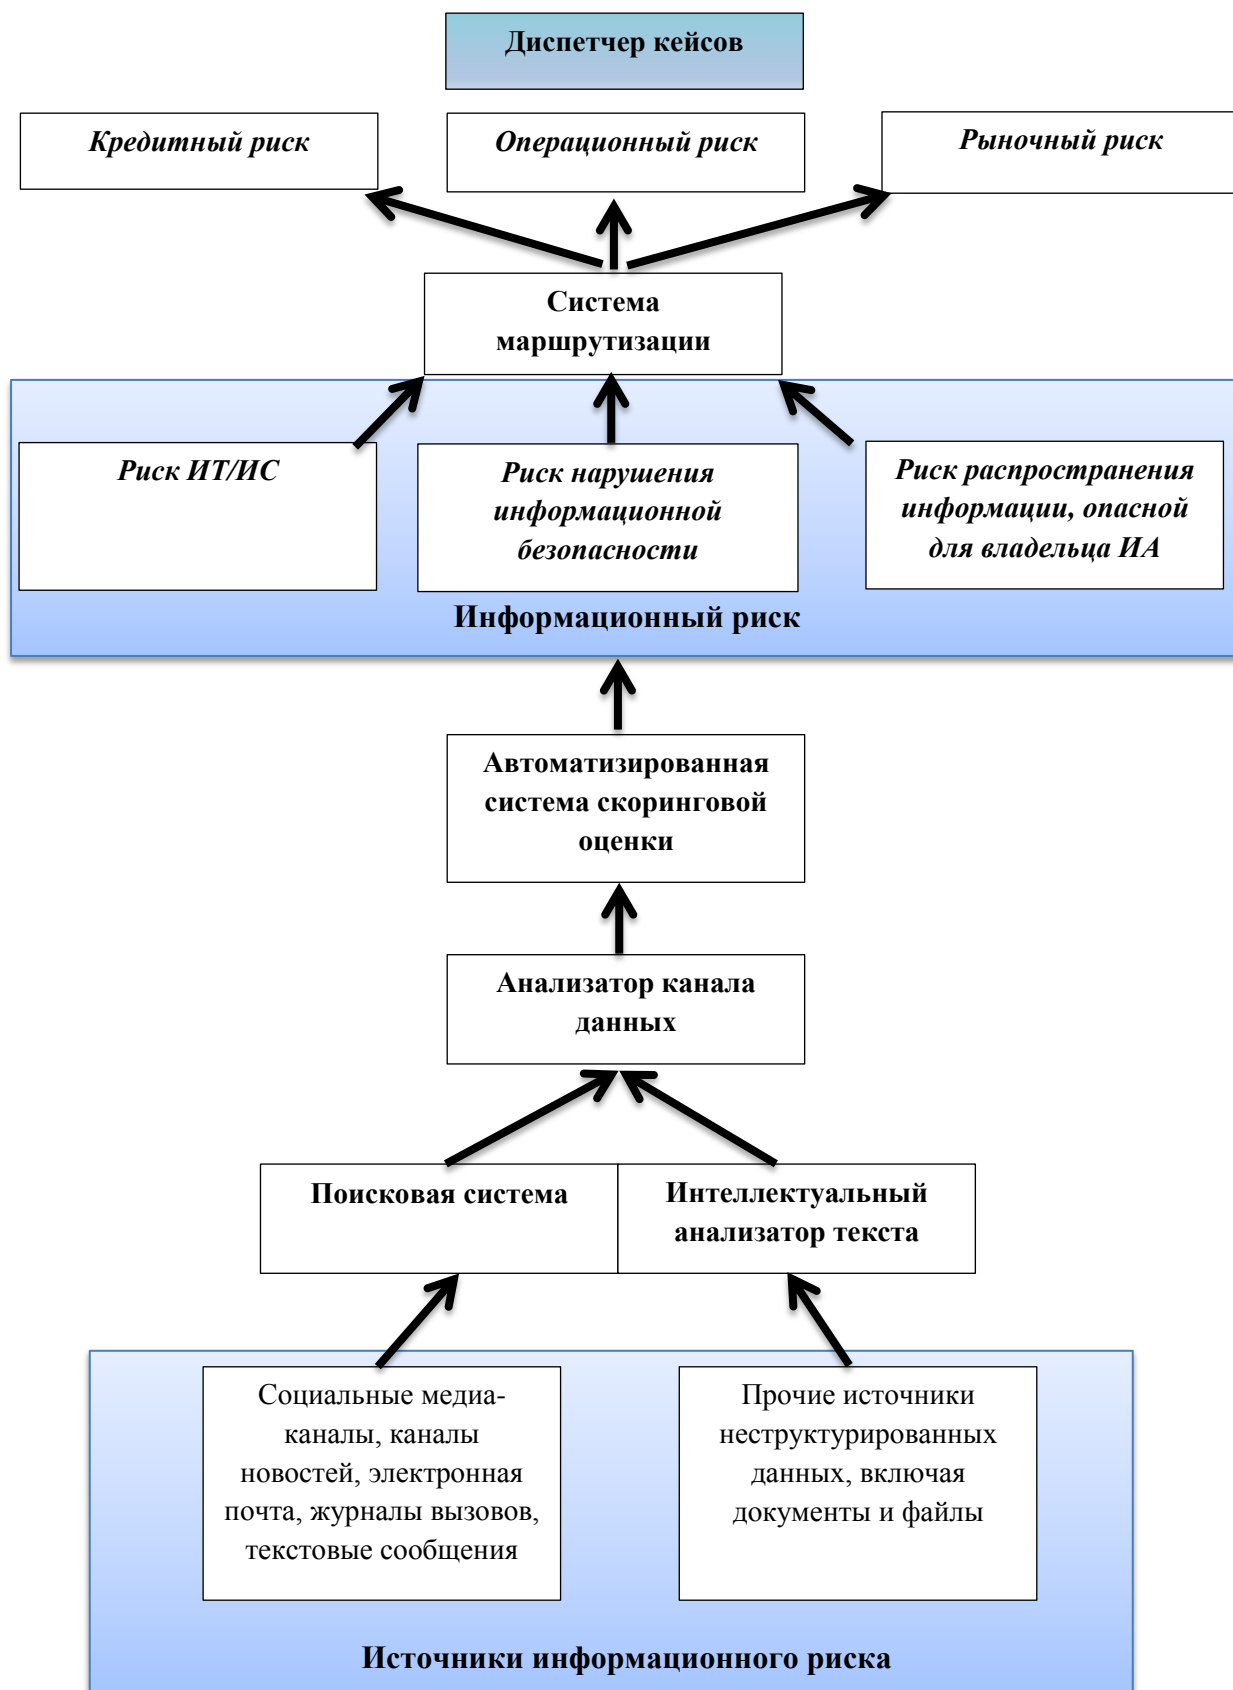 Диспетчер кейсов
Кредитный риск
Операционный риск
Рыночный риск
Система
маршрутизации
Риск ИТ/ИС
Риск нарушения
информационной
безопасности
Риск распространения
информации, опасной
для владельца ИА
Информационный риск
Автоматизированная
система скоринговой
оценки
Анализатор канала
данных
Поисковая система
Интеллектуальный
анализатор текста
Социальные медиа-
каналы, каналы
новостей, электронная
почта, журналы вызовов,
текстовые сообщения
Прочие источники
неструктурированных
данных, включая
документы и файлы
Источники информационного риска